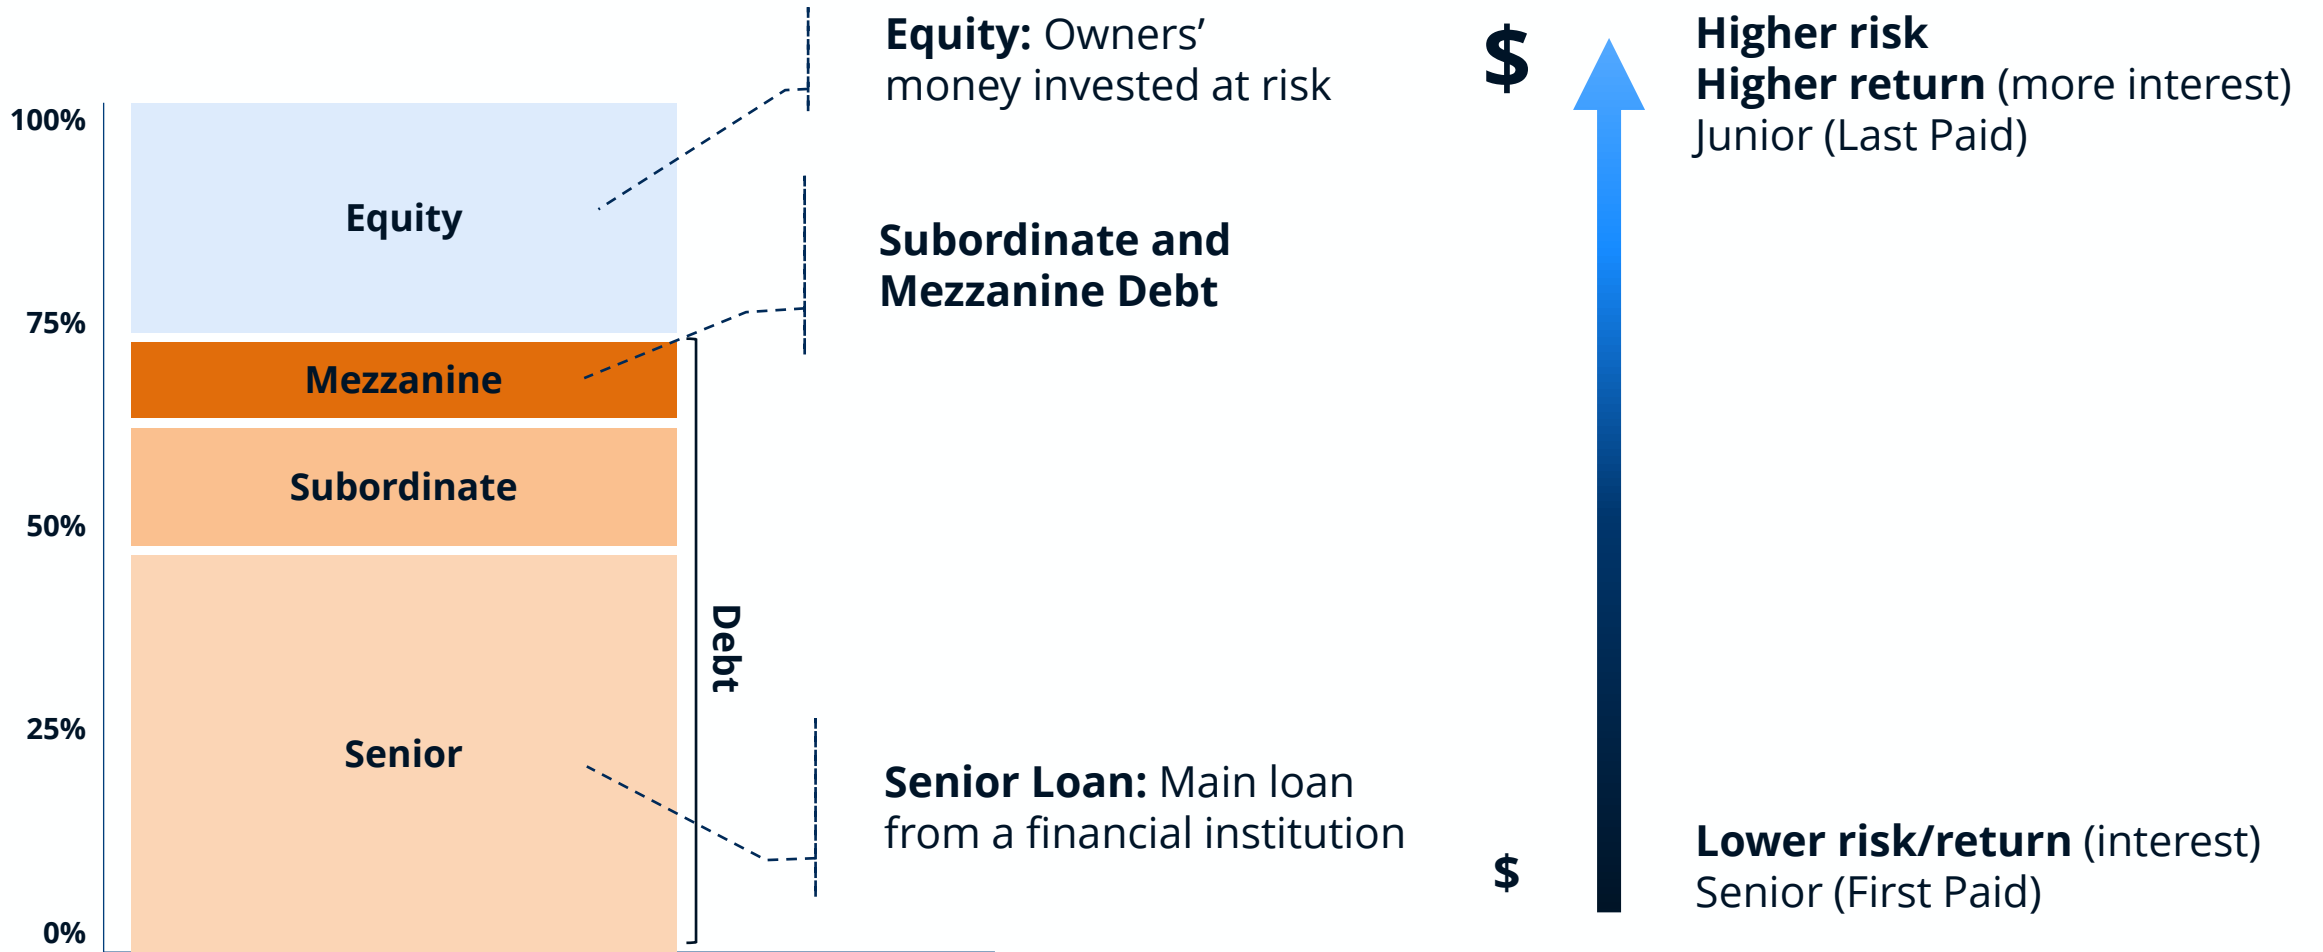 100%
75%
50%
25%
0%
Equity
Mezzanine
Subordinate
Senior
Debt
Equity: Owners’
money invested at risk
Subordinate and
Mezzanine Debt
Senior Loan: Main loan
from a financial institution
$
$
Higher risk
Higher return (more interest)
Junior (Last Paid)
Lower risk/return (interest)
Senior (First Paid)